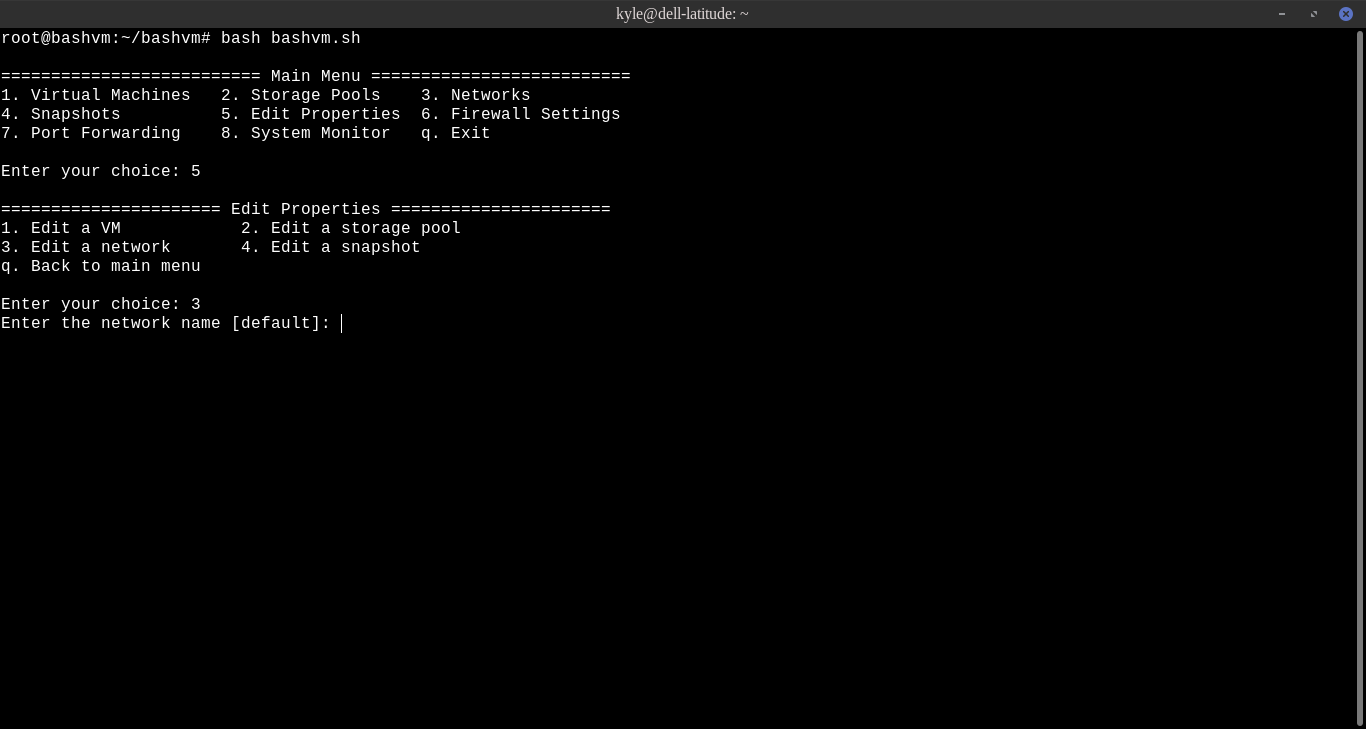 kyle@dell-latitude: ~
root@bashvm:~/bashvm# bash bashvm.sh
========================== Main Menu ==========================
1. Virtual Machines   2. Storage Pools    3. Networks
4. Snapshots          5. Edit Properties  6. Firewall Settings
7. Port Forwarding    8. System Monitor   q. Exit
Enter your choice: 5
====================== Edit Properties ======================
1. Edit a VM            2. Edit a storage pool
3. Edit a network       4. Edit a snapshot
q. Back to main menu
Enter your choice: 3
Enter the network name [default]: